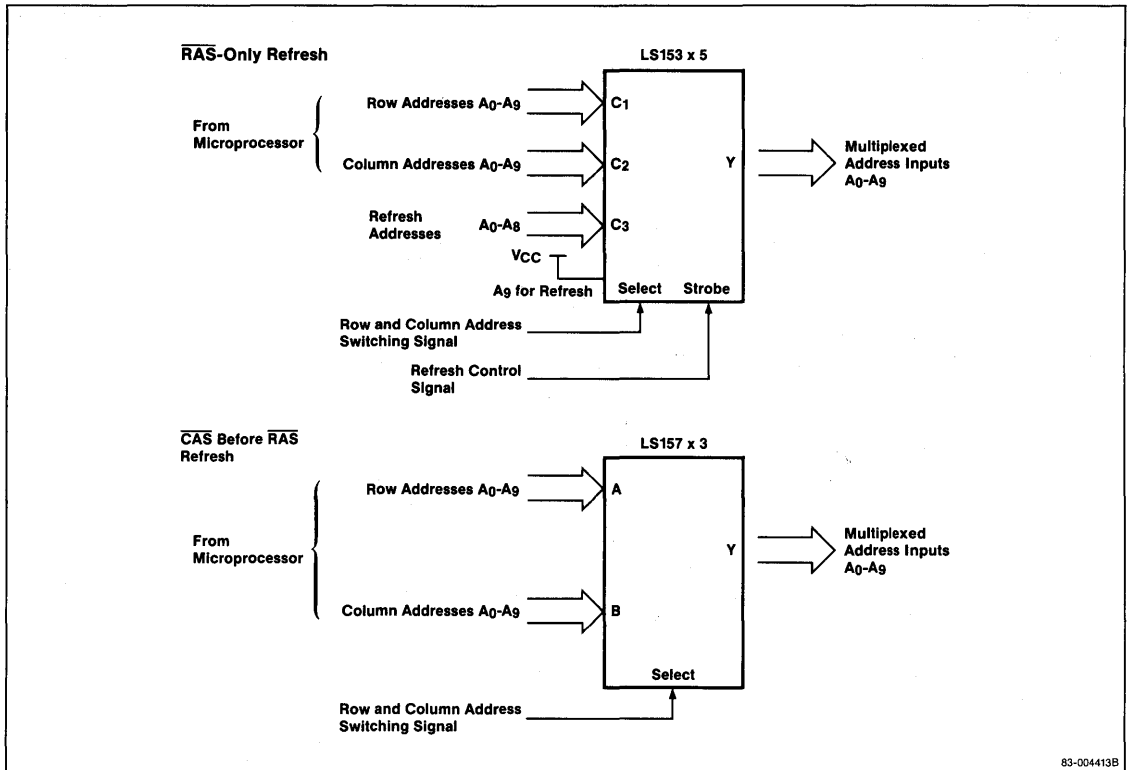 R̅A̅S̅-Only Refresh
LS153 x 5
From
Microprocessor
Row Addresses A0-A9
C1
Column Addresses A0-A9
C2
Refresh
Addresses
A0-A8
C3
VCC
A9 for Refresh
Select
Strobe
Y
Multiplexed
Address Inputs
A0-A9
Row and Column Address
Switching Signal
Refresh Control
Signal
C̅A̅S̅ Before R̅A̅S̅
Refresh
LS157 x 3
From
Microprocessor
Row Addresses A0-A9
A
Column Addresses A0-A9
B
Y
Multiplexed
Address Inputs
A0-A9
Select
Row and Column Address
Switching Signal
83-004413B